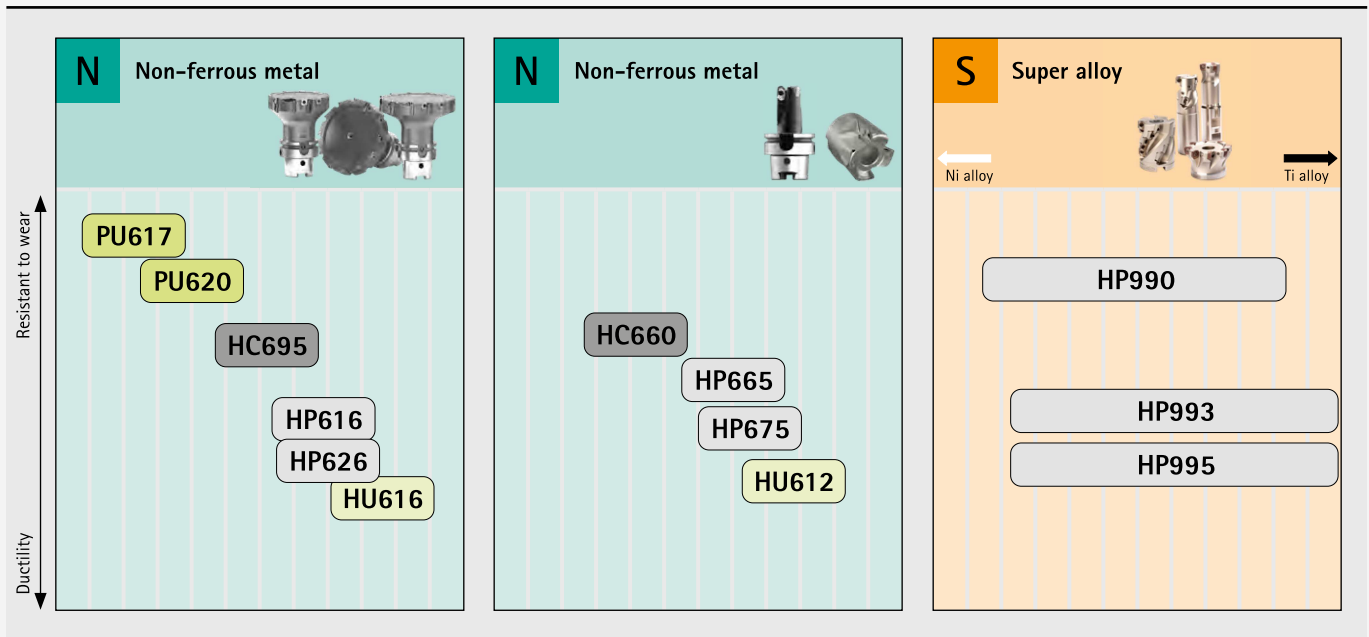 N Non-ferrous metal
N Non-ferrous metal
S Super alloy
Ni alloy
Ti alloy
Resistant to wear
Ductility
PU617
PU620
HC695
HP616
HP626
HU616
HC660
HP665
HP675
HU612
HP990
HP993
HP995